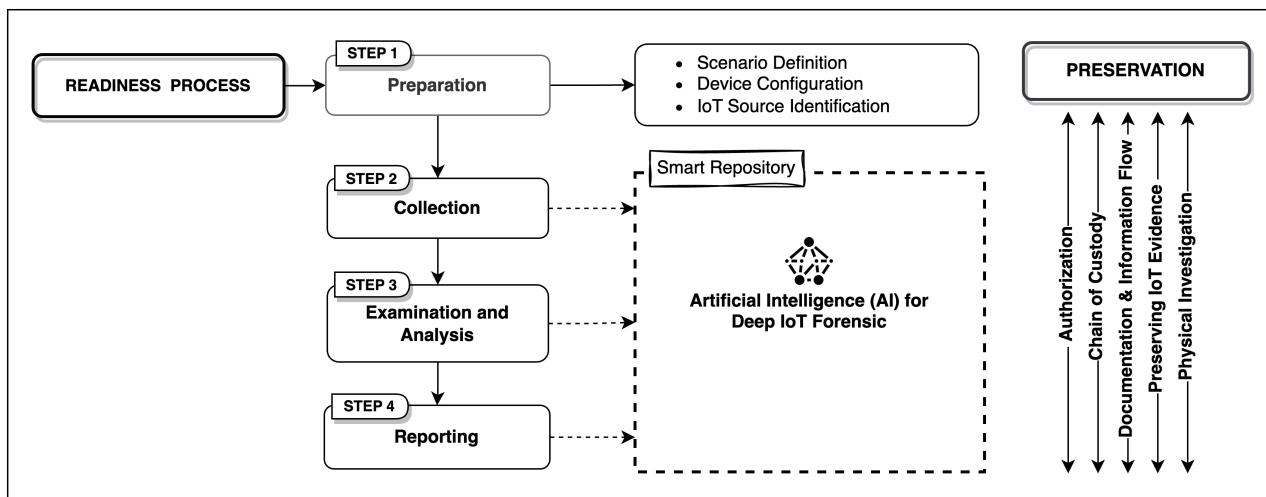 READINESS PROCESS
STEP 1
Preparation
• Scenario Definition
• Device Configuration
• IoT Source Identification
PRESERVATION
STEP 2
Collection
Smart Repository
STEP 3
Examination and
Analysis
Artificial Intelligence (AI) for
Deep IoT Forensic
STEP 4
Reporting
Authorization
Chain of Custody
Documentation & Information Flow
Preserving IoT Evidence
Physical Investigation